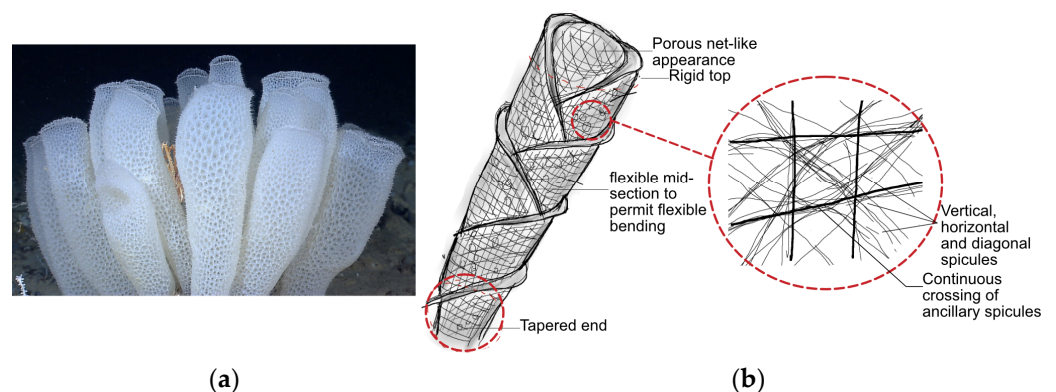 Porous net-like
appearance
Rigid top
flexible mid-
section to
permit flexible
bending
Vertical,
horizontal
and diagonal
spicules
Continuous
crossing of
ancillary spicules
Tapered end
(a)
(b)